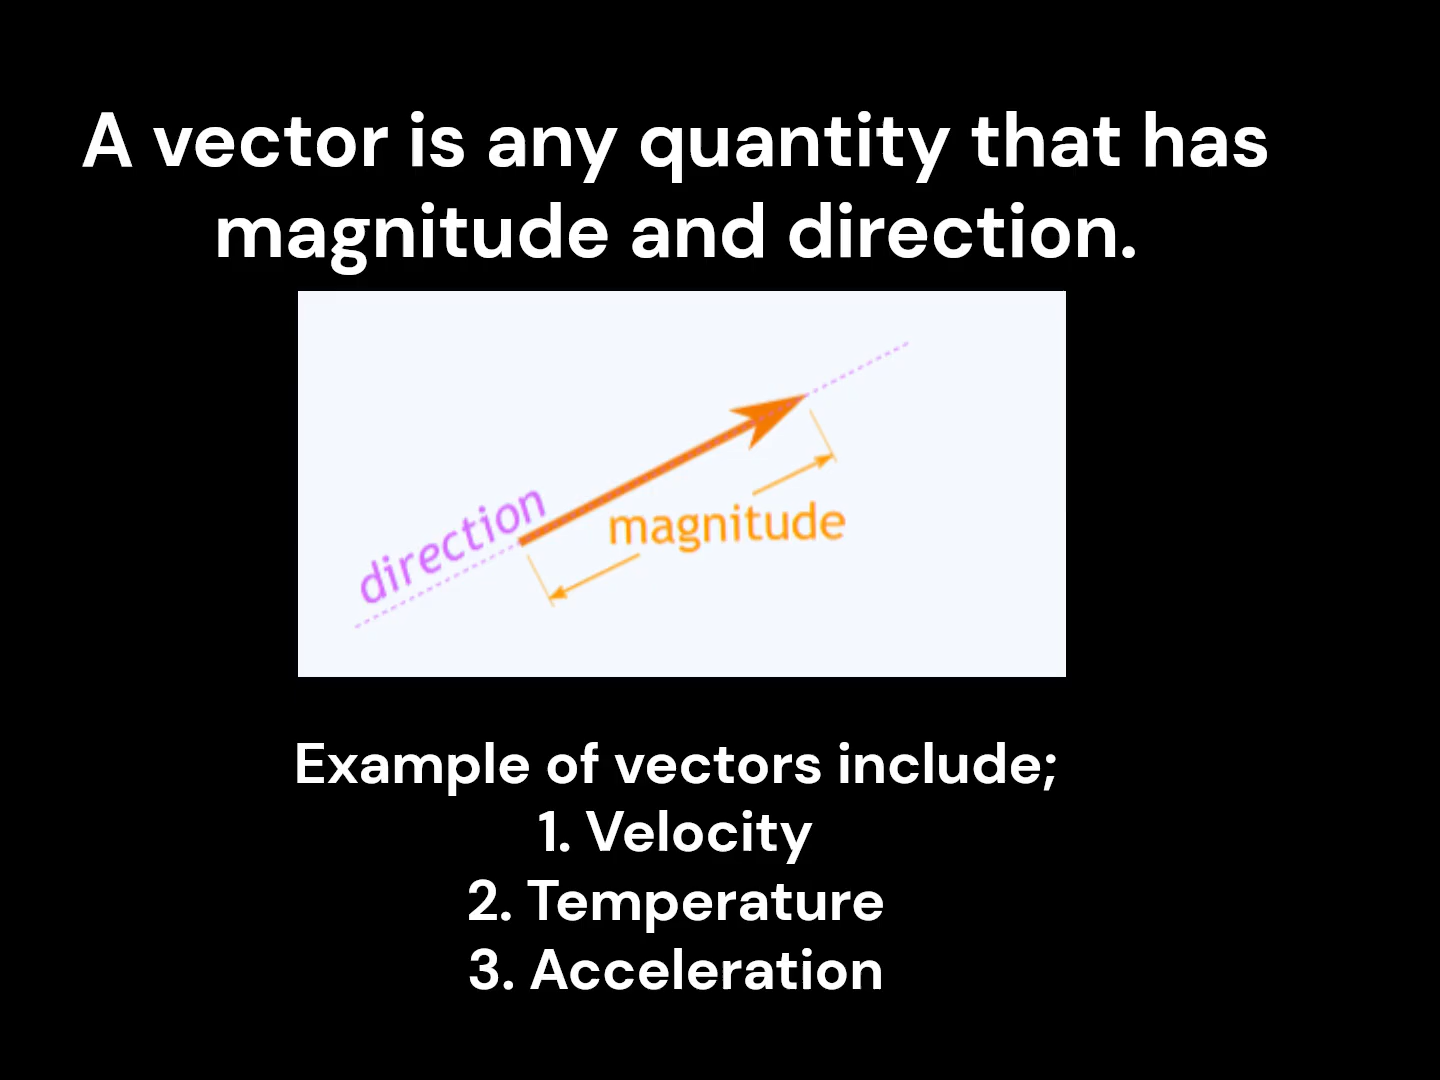 A vector is any quantity that has
magnitude and direction.
direction
magnitude
Example of vectors include;
1. Velocity
2. Temperature
3. Acceleration